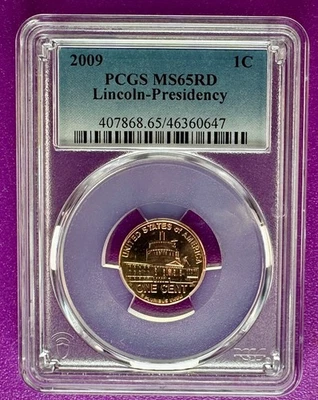 2009 1C
PCGS MS65RD
Lincoln-Presidency
407868.65/46360647
UNITED STATES of AMERICA
ONE CENT